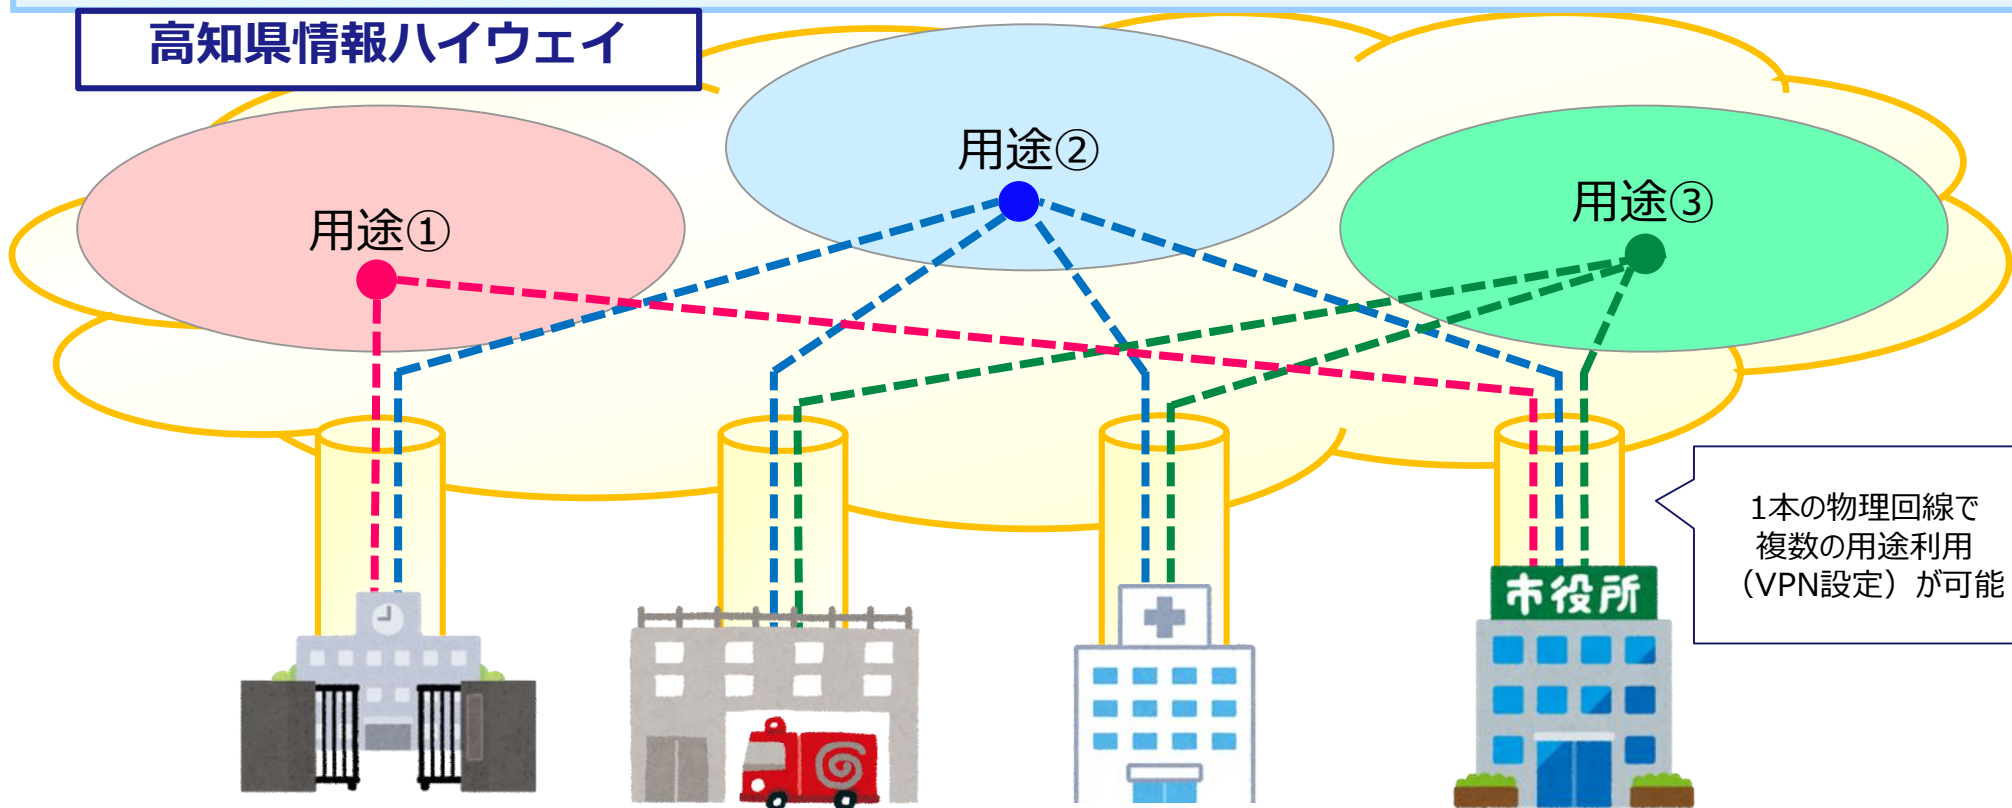 高知県情報ハイウェイ
用途①
用途②
用途③
1本の物理回線で
複数の用途利用
（VPN設定）が可能
市役所